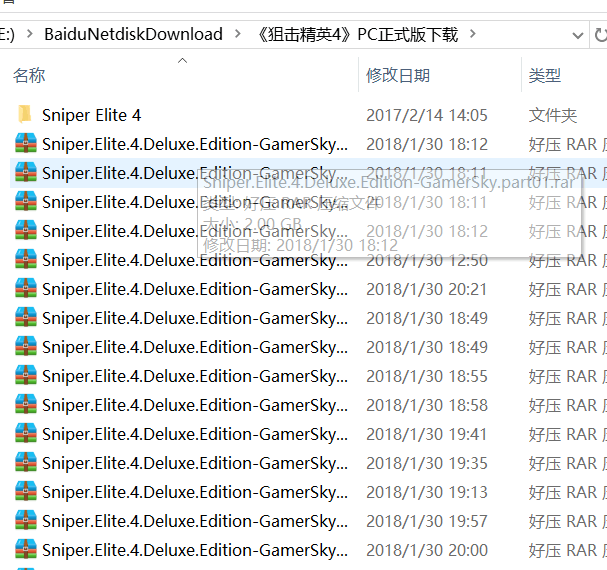 E:) > BaiduNetdiskDownload > 《狙击精英4》PC正式版下载 >
名称 修改日期 类型
Sniper Elite 4 2017/2/14 14:05 文件夹
Sniper.Elite.4.Deluxe.Edition-GamerSky... 2018/1/30 18:12 好压 RAR
Sniper.Elite.4.Deluxe.Edition-GamerSky... 2018/1/30 18:11 好压 RAR
Sniper.Elite.4.Deluxe.Edition-GamerSky.part01.rar
Sniper.Elite.4.Deluxe.Edition-GamerSky... 2018/1/30 18:11 好压 RAR
类型: 好压 RAR 压缩文件
大小: 2.00 GB
Sniper.Elite.4.Deluxe.Edition-GamerSky... 2018/1/30 18:12 好压 RAR
修改日期: 2018/1/30 18:12
Sniper.Elite.4.Deluxe.Edition-GamerSky... 2018/1/30 12:50 好压 RAR
Sniper.Elite.4.Deluxe.Edition-GamerSky... 2018/1/30 20:21 好压 RAR
Sniper.Elite.4.Deluxe.Edition-GamerSky... 2018/1/30 18:49 好压 RAR
Sniper.Elite.4.Deluxe.Edition-GamerSky... 2018/1/30 18:49 好压 RAR
Sniper.Elite.4.Deluxe.Edition-GamerSky... 2018/1/30 18:55 好压 RAR
Sniper.Elite.4.Deluxe.Edition-GamerSky... 2018/1/30 18:58 好压 RAR
Sniper.Elite.4.Deluxe.Edition-GamerSky... 2018/1/30 19:41 好压 RAR
Sniper.Elite.4.Deluxe.Edition-GamerSky... 2018/1/30 19:35 好压 RAR
Sniper.Elite.4.Deluxe.Edition-GamerSky... 2018/1/30 19:13 好压 RAR
Sniper.Elite.4.Deluxe.Edition-GamerSky... 2018/1/30 19:57 好压 RAR
Sniper.Elite.4.Deluxe.Edition-GamerSky... 2018/1/30 20:00 好压 RAR